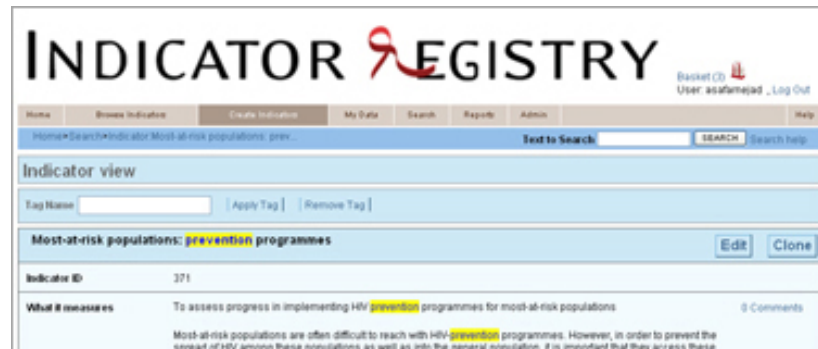 INDICATOR REGISTRY
Basket (3)
User: asafarnejad , Log Out
Home Browse Indicators Create Indicators My Data Search Reports Admin Help
Home▸Search▸Indicator:Most-at-risk populations: prev... Text to Search: SEARCH Search help
Indicator view
Tag Name | Apply Tag | | Remove Tag |
Most-at-risk populations: prevention programmes Edit Clone
Indicator ID 371
What it measures To assess progress in implementing HIV prevention programmes for most-at-risk populations 0 Comments
Most-at-risk populations are often difficult to reach with HIV-prevention programmes. However, in order to prevent the
spread of HIV among these populations as well as into the general population, it is important that they access these